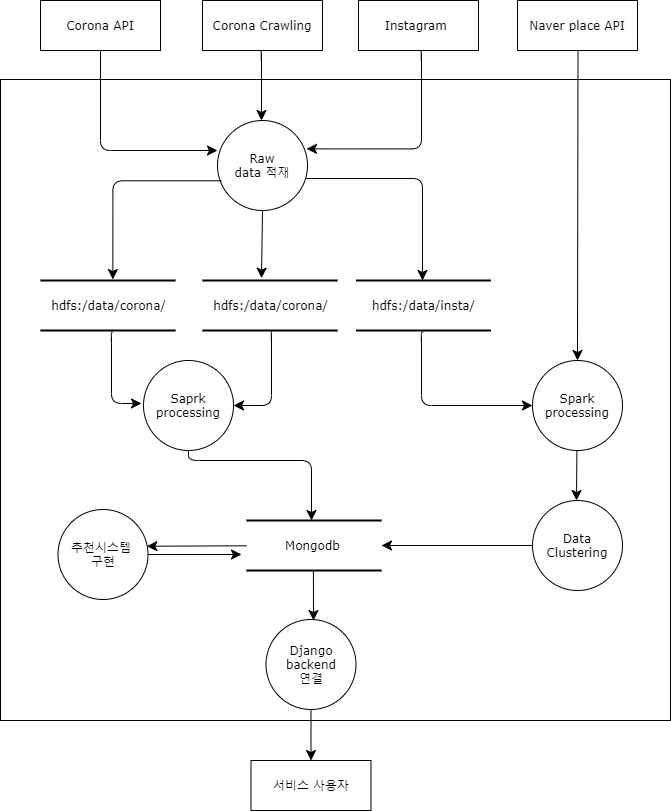 Corona API
Corona Crawling
Instagram
Naver place API
Raw
data 적재
hdfs:/data/corona/
hdfs:/data/corona/
hdfs:/data/insta/
Saprk
processing
Spark
processing
추천시스템
구현
Mongodb
Data
Clustering
Django
backend
연결
서비스 사용자